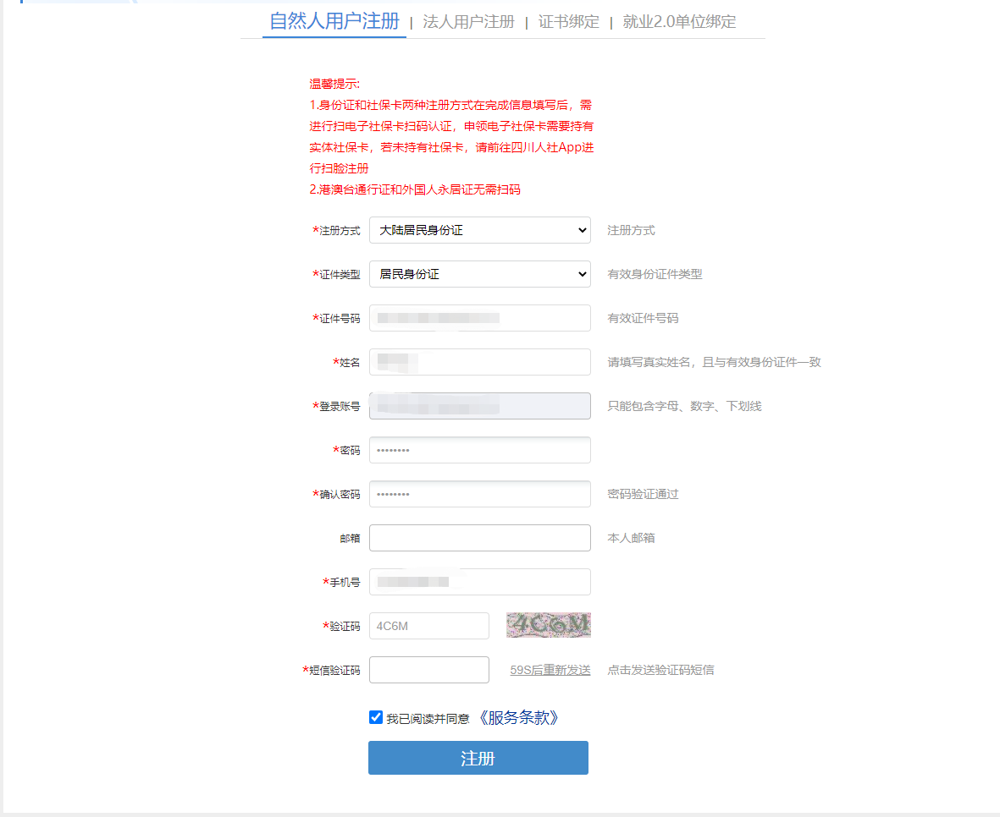 自然人用户注册 | 法人用户注册 | 证书绑定 | 就业2.0单位绑定
温馨提示:
1.身份证和社保卡两种注册方式在完成信息填写后，需
进行扫电子社保卡扫码认证，申领电子社保卡需要持有
实体社保卡，若未持有社保卡，请前往四川人社App进
行扫脸注册
2.港澳台通行证和外国人永居证无需扫码
*注册方式 大陆居民身份证 注册方式
*证件类型 居民身份证 有效身份证件类型
*证件号码 有效证件号码
*姓名 请填写真实姓名，且与有效身份证件一致
*登录账号 只能包含字母、数字、下划线
*密码 ••••••••
*确认密码 •••••••• 密码验证通过
邮箱 本人邮箱
*手机号
*验证码 4C6M 4C6M
*短信验证码 59S后重新发送 点击发送验证码短信
我已阅读并同意 《服务条款》
注册